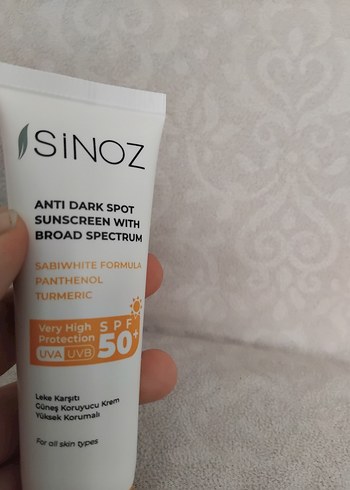 SiNOZ
ANTI DARK SPOT
SUNSCREEN WITH
BROAD SPECTRUM
SABIWHITE FORMULA
PANTHENOL
TURMERIC
Very High
Protection
UVA UVB
SPF
50+
Leke Karşıtı
Güneş Koruyucu Krem
Yüksek Korumalı
For all skin types